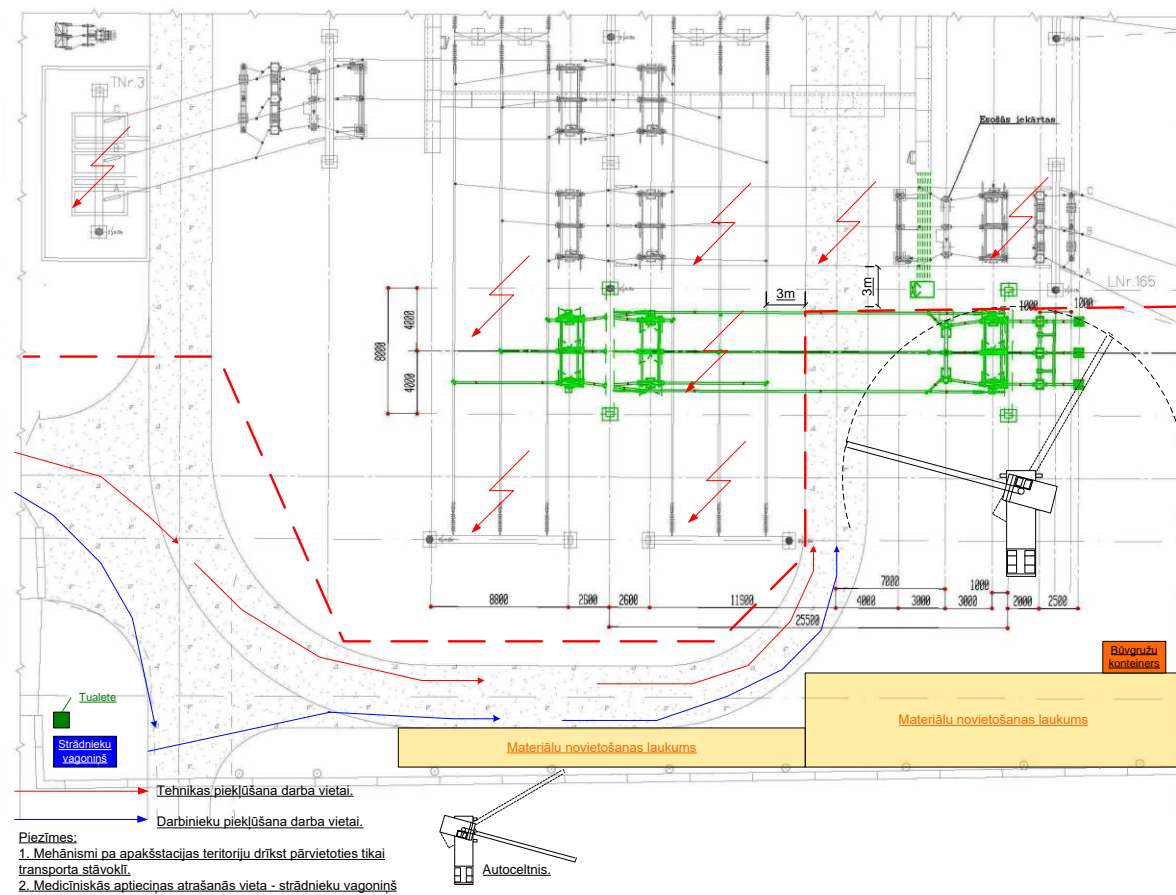 TNr.3
C
B
A
Esošās iekārtas
C
B
A
LNr.165
3m
3m
1000
1000
4000
8000
4000
7000
1000
8800
2600
2600
11900
4000
3000
3000
2000
2500
25500
Būvgružu
konteiners
Tualete
Strādnieku
vagoniņš
Materiālu novietošanas laukums
Materiālu novietošanas laukums
Tehnikas piekļūšana darba vietai.
Darbinieku piekļūšana darba vietai.
Piezīmes:
1. Mehānismi pa apakšstacijas teritoriju drīkst pārvietoties tikai
transporta stāvoklī.
2. Medicīniskās aptieciņas atrašanās vieta - strādnieku vagoniņš
Autoceltnis.